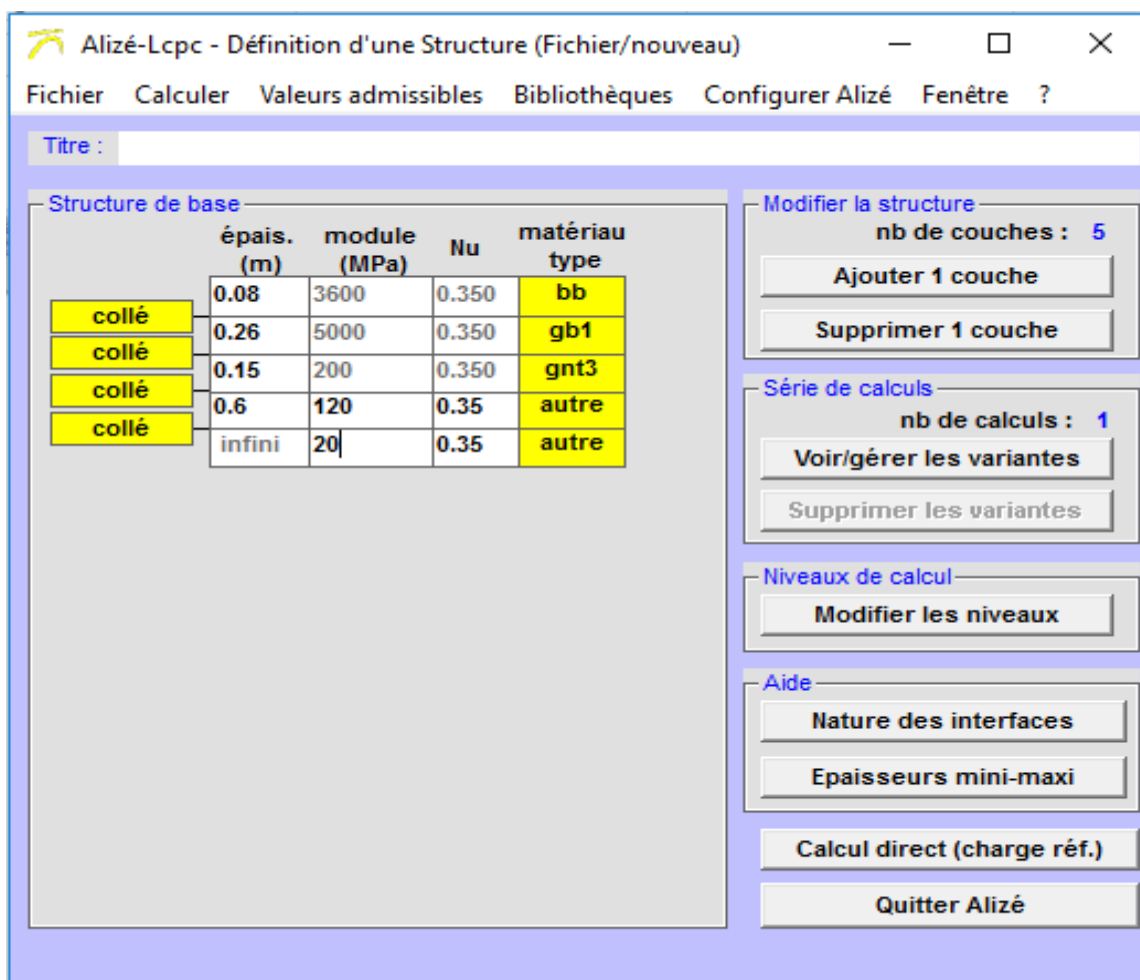 Alizé-Lcpc - Définition d'une Structure (Fichier/nouveau)
Fichier Calculer Valeurs admissibles Bibliothèques Configurer Alizé Fenêtre ?
Titre :
Structure de base
épais. (m) module (MPa) Nu matériau type
0.08 3600 0.350 bb
collé
0.26 5000 0.350 gb1
collé
0.15 200 0.350 gnt3
collé
0.6 120 0.35 autre
collé
infini 20 0.35 autre
Modifier la structure
nb de couches : 5
Ajouter 1 couche
Supprimer 1 couche
Série de calculs
nb de calculs : 1
Voir/gérer les variantes
Supprimer les variantes
Niveaux de calcul
Modifier les niveaux
Aide
Nature des interfaces
Epaisseurs mini-maxi
Calcul direct (charge réf.)
Quitter Alizé